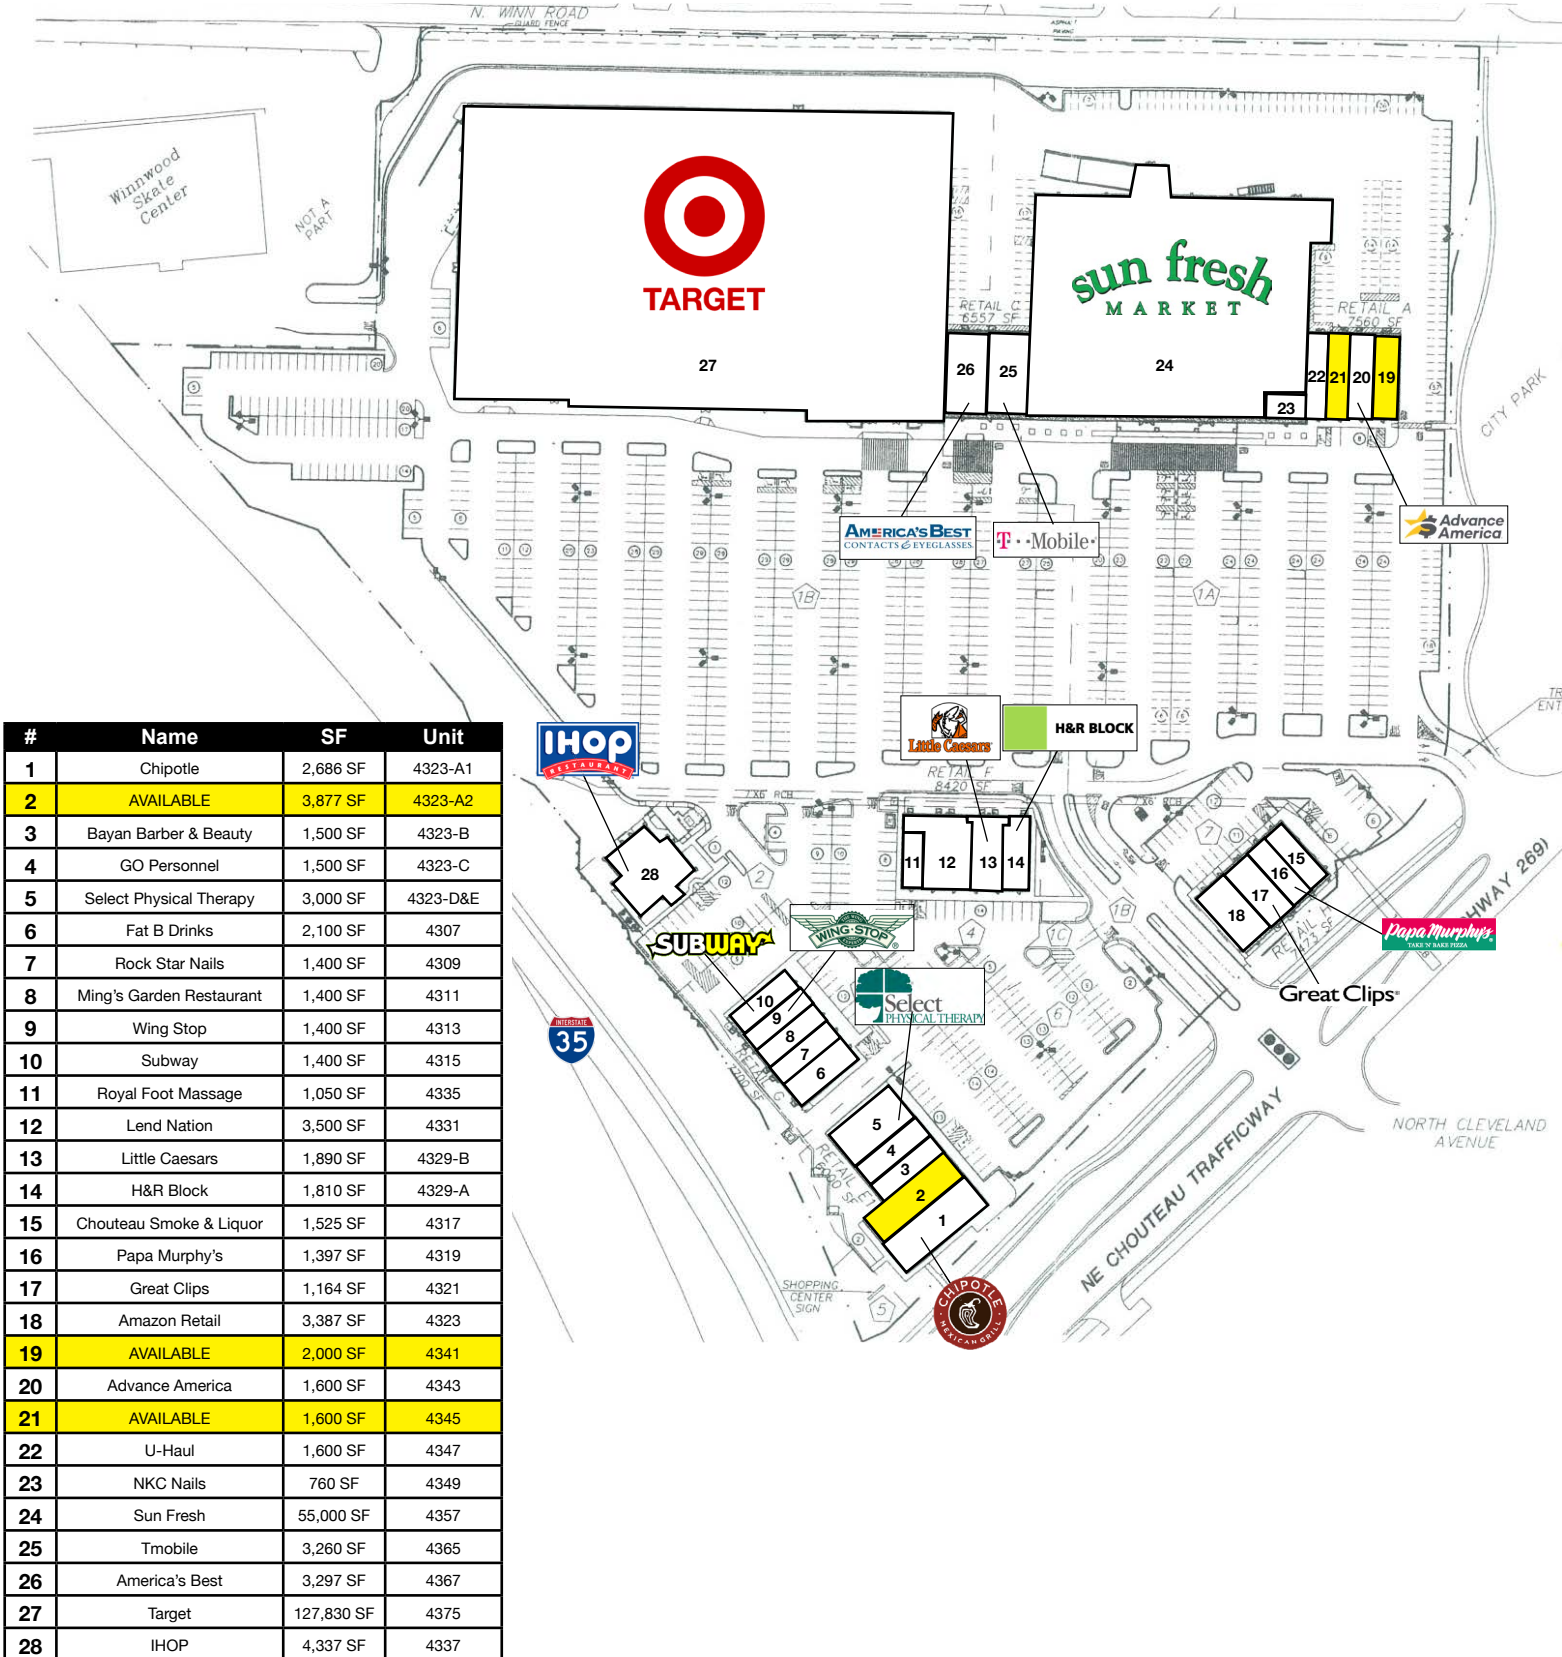 N. WINN ROAD
GUARD FENCE
Winnwood
Skate
Center
NOT A
PART
TARGET
27
RETAIL C
6557 SF
26
25
sun fresh
MARKET
24
23
RETAIL A
7560 SF
22
21
20
19
CITY PARK
AMERICA'S BEST
CONTACTS & EYEGLASSES
T··Mobile·
Advance
America
1B
1A
# Name SF Unit
1 Chipotle 2,686 SF 4323-A1
2 AVAILABLE 3,877 SF 4323-A2
3 Bayan Barber & Beauty 1,500 SF 4323-B
4 GO Personnel 1,500 SF 4323-C
5 Select Physical Therapy 3,000 SF 4323-D&E
6 Fat B Drinks 2,100 SF 4307
7 Rock Star Nails 1,400 SF 4309
8 Ming's Garden Restaurant 1,400 SF 4311
9 Wing Stop 1,400 SF 4313
10 Subway 1,400 SF 4315
11 Royal Foot Massage 1,050 SF 4335
12 Lend Nation 3,500 SF 4331
13 Little Caesars 1,890 SF 4329-B
14 H&R Block 1,810 SF 4329-A
15 Chouteau Smoke & Liquor 1,525 SF 4317
16 Papa Murphy's 1,397 SF 4319
17 Great Clips 1,164 SF 4321
18 Amazon Retail 3,387 SF 4323
19 AVAILABLE 2,000 SF 4341
20 Advance America 1,600 SF 4343
21 AVAILABLE 1,600 SF 4345
22 U-Haul 1,600 SF 4347
23 NKC Nails 760 SF 4349
24 Sun Fresh 55,000 SF 4357
25 Tmobile 3,260 SF 4365
26 America's Best 3,297 SF 4367
27 Target 127,830 SF 4375
28 IHOP 4,337 SF 4337
IHOP
RESTAURANT
Little Caesars
H&R BLOCK
RETAIL F
8420 SF
28
11
12
13
14
2
7
15
16
17
18
1B
4
1C
6
SUBWAY
WING·STOP
Select
PHYSICAL THERAPY
Papa Murphy's
TAKE 'N' BAKE PIZZA
Great Clips
INTERSTATE
35
10
9
8
7
6
RETAIL G
7700 SF
5
4
3
2
1
RETAIL E1
NE CHOUTEAU TRAFFICWAY
NORTH CLEVELAND
AVENUE
SHOPPING
CENTER
SIGN
5
CHIPOTLE
MEXICAN GRILL